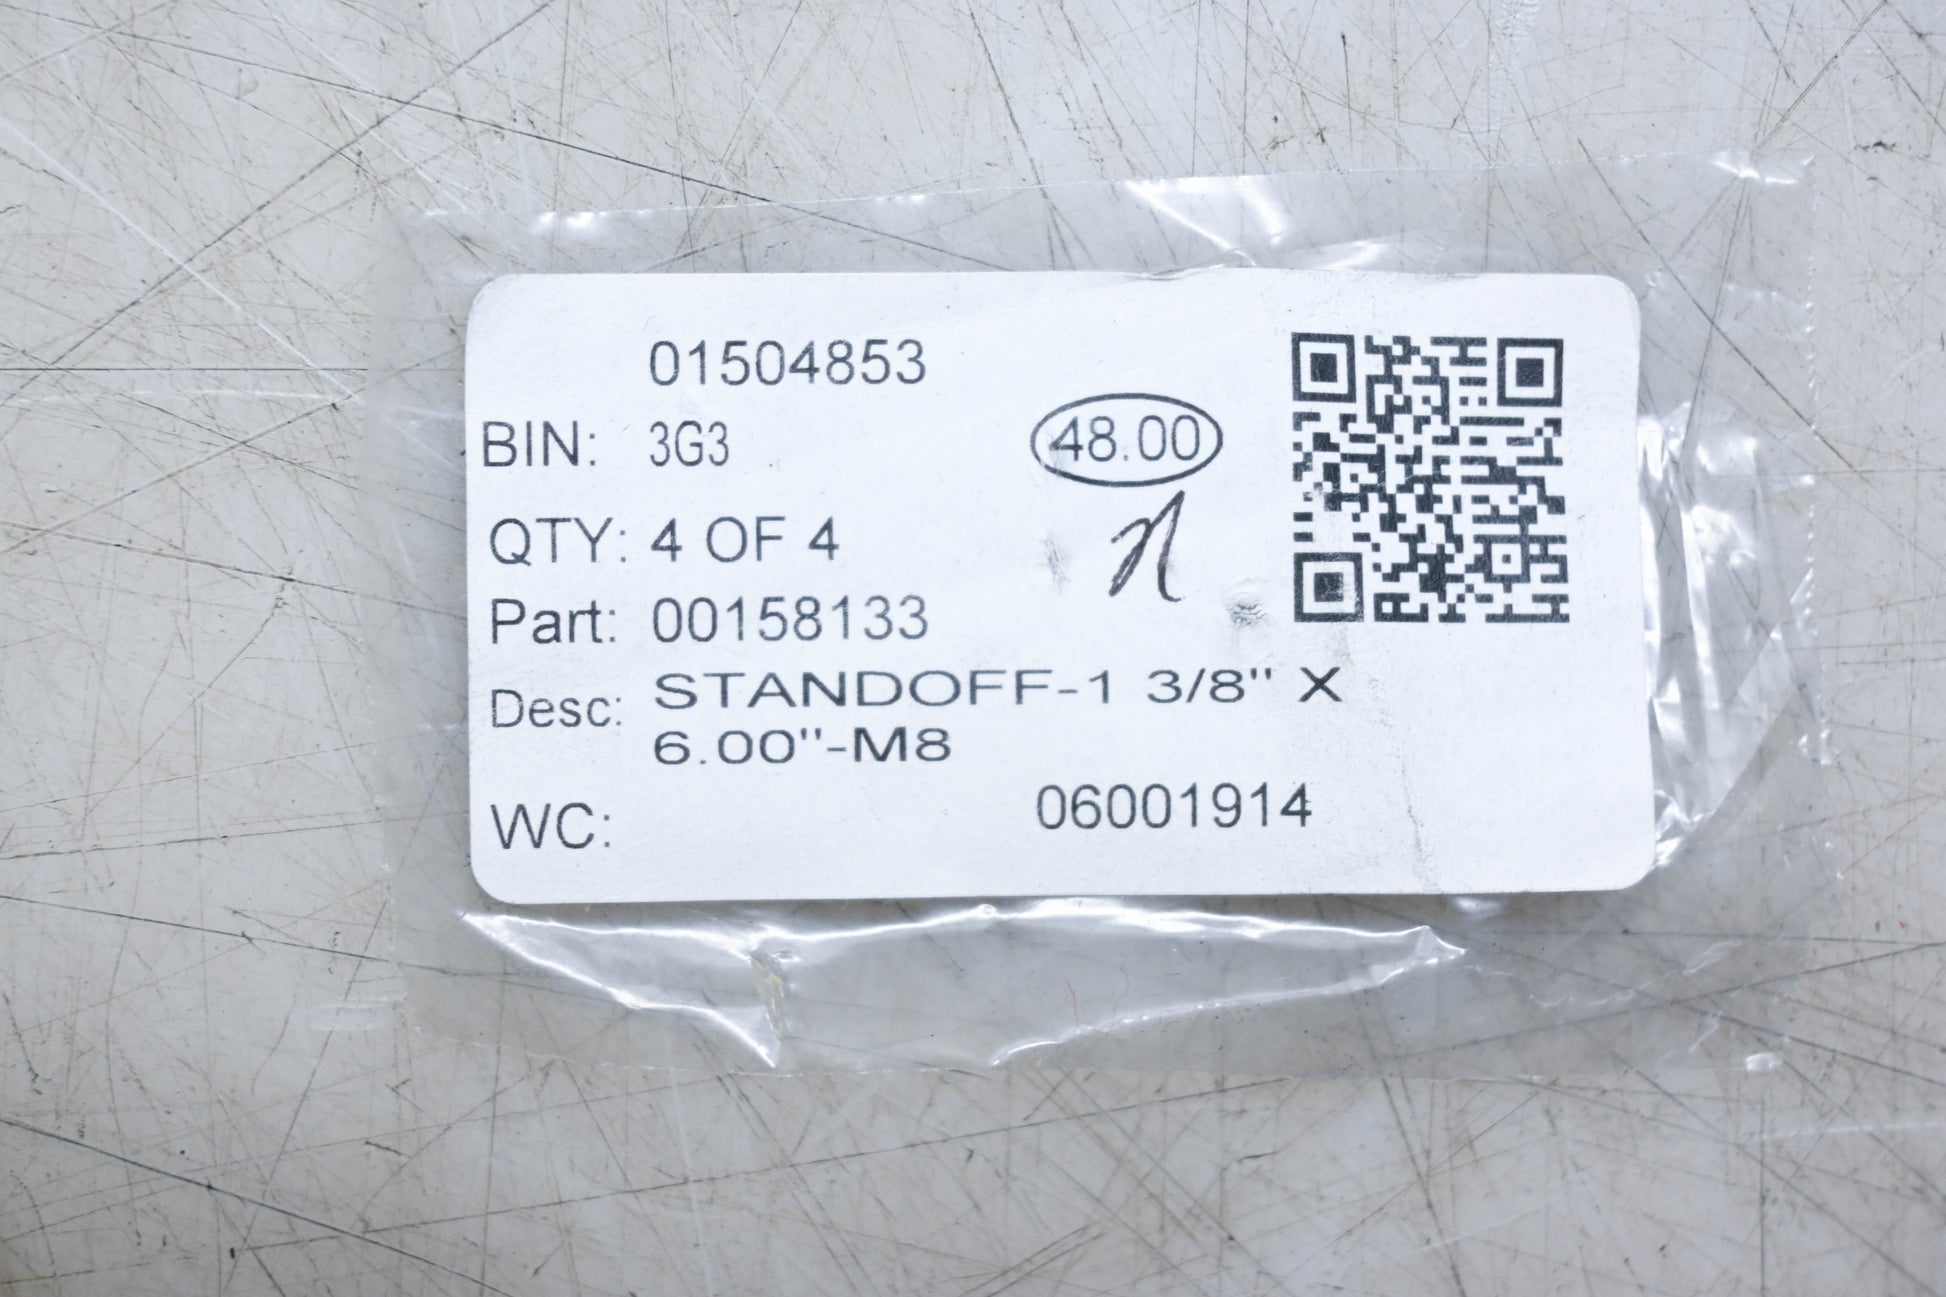 01504853
BIN: 3G3
48.00
QTY: 4 OF 4
n
Part: 00158133
Desc: STANDOFF-1 3/8" X
6.00"-M8
WC:
06001914